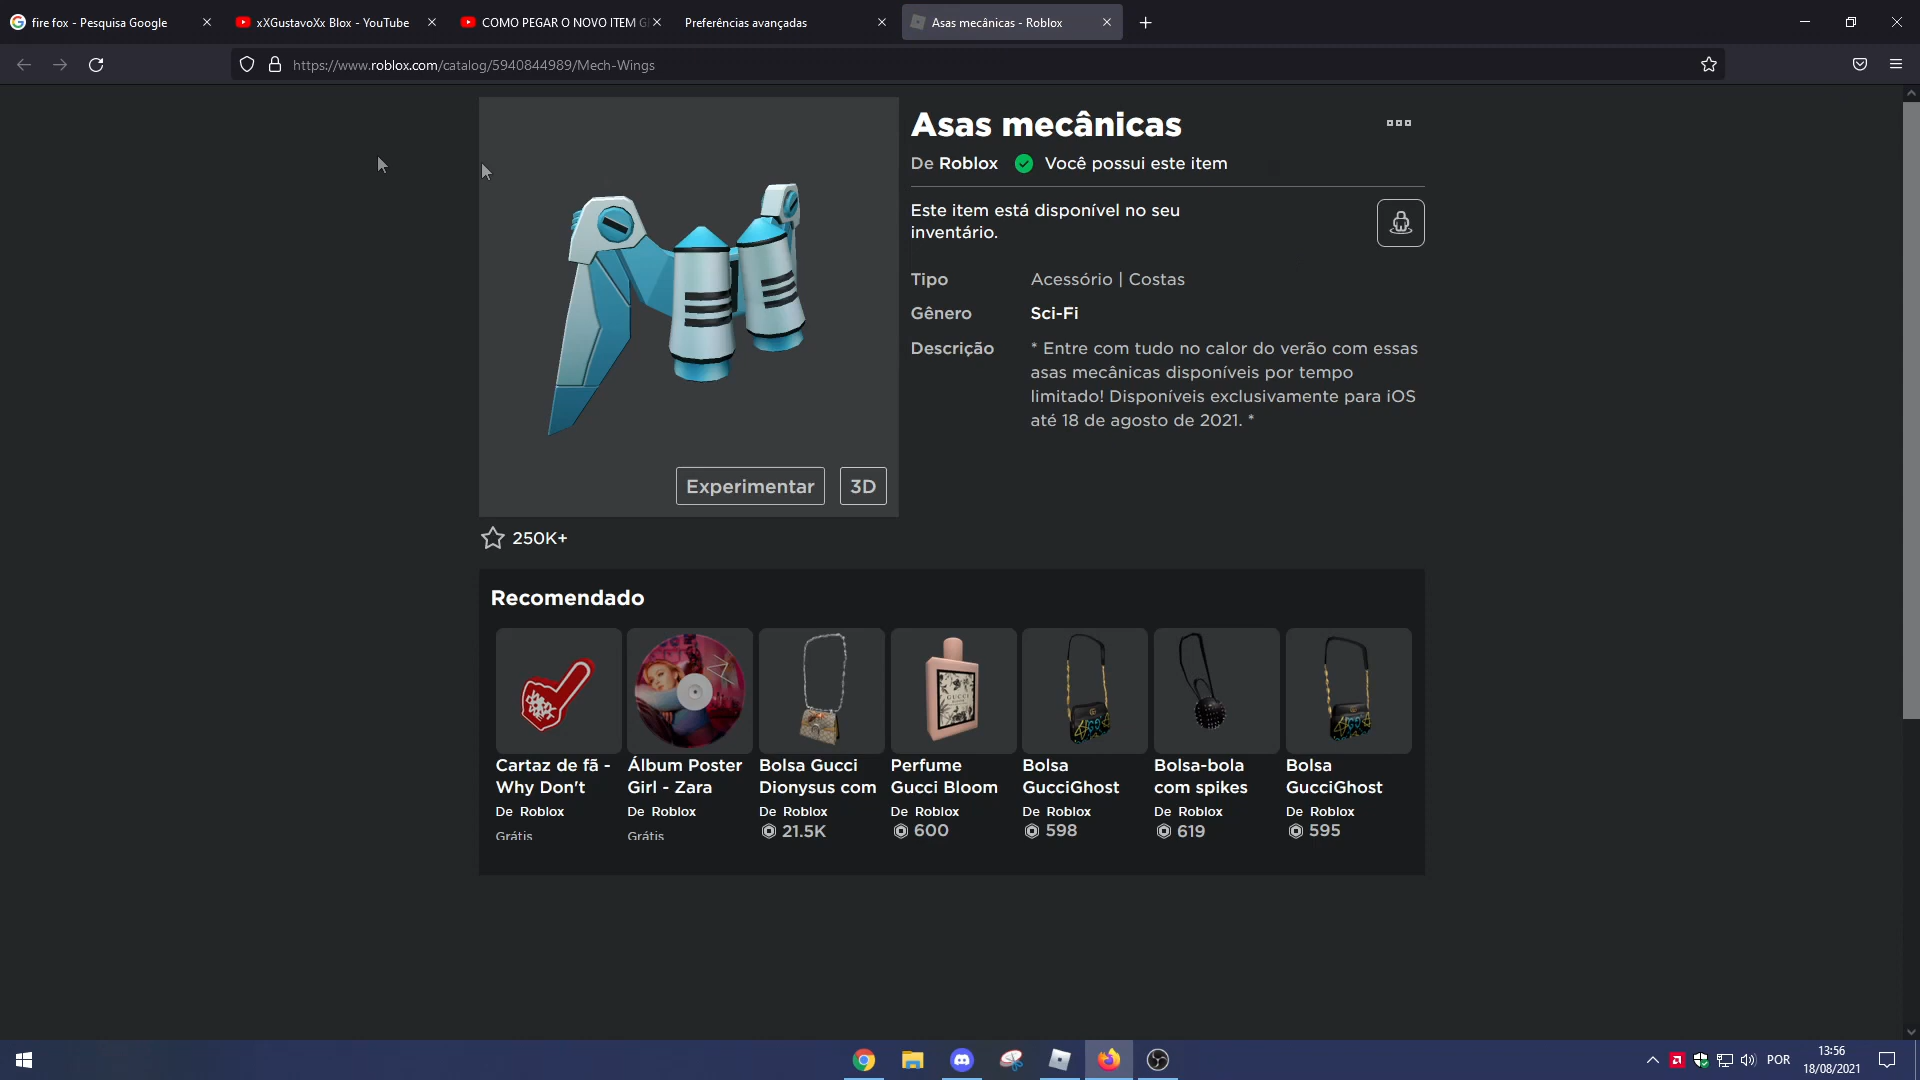 fire fox - Pesquisa Google
xXGustavoXx Blox - YouTube
COMO PEGAR O NOVO ITEM G
Preferências avançadas
Asas mecânicas - Roblox
https://www.roblox.com/catalog/5940844989/Mech-Wings
Asas mecânicas
De Roblox Você possui este item
Este item está disponível no seu
inventário.
Tipo Acessório | Costas
Gênero Sci-Fi
Descrição * Entre com tudo no calor do verão com essas
asas mecânicas disponíveis por tempo
limitado! Disponíveis exclusivamente para iOS
até 18 de agosto de 2021. *
Experimentar 3D
250K+
Recomendado
GUCCI
BLOOM
Cartaz de fã -
Why Don't
De Roblox
Grátis
Álbum Poster
Girl - Zara
De Roblox
Grátis
Bolsa Gucci
Dionysus com
De Roblox
21.5K
Perfume
Gucci Bloom
De Roblox
600
Bolsa
GucciGhost
De Roblox
598
Bolsa-bola
com spikes
De Roblox
619
Bolsa
GucciGhost
De Roblox
595
POR
13:56
18/08/2021